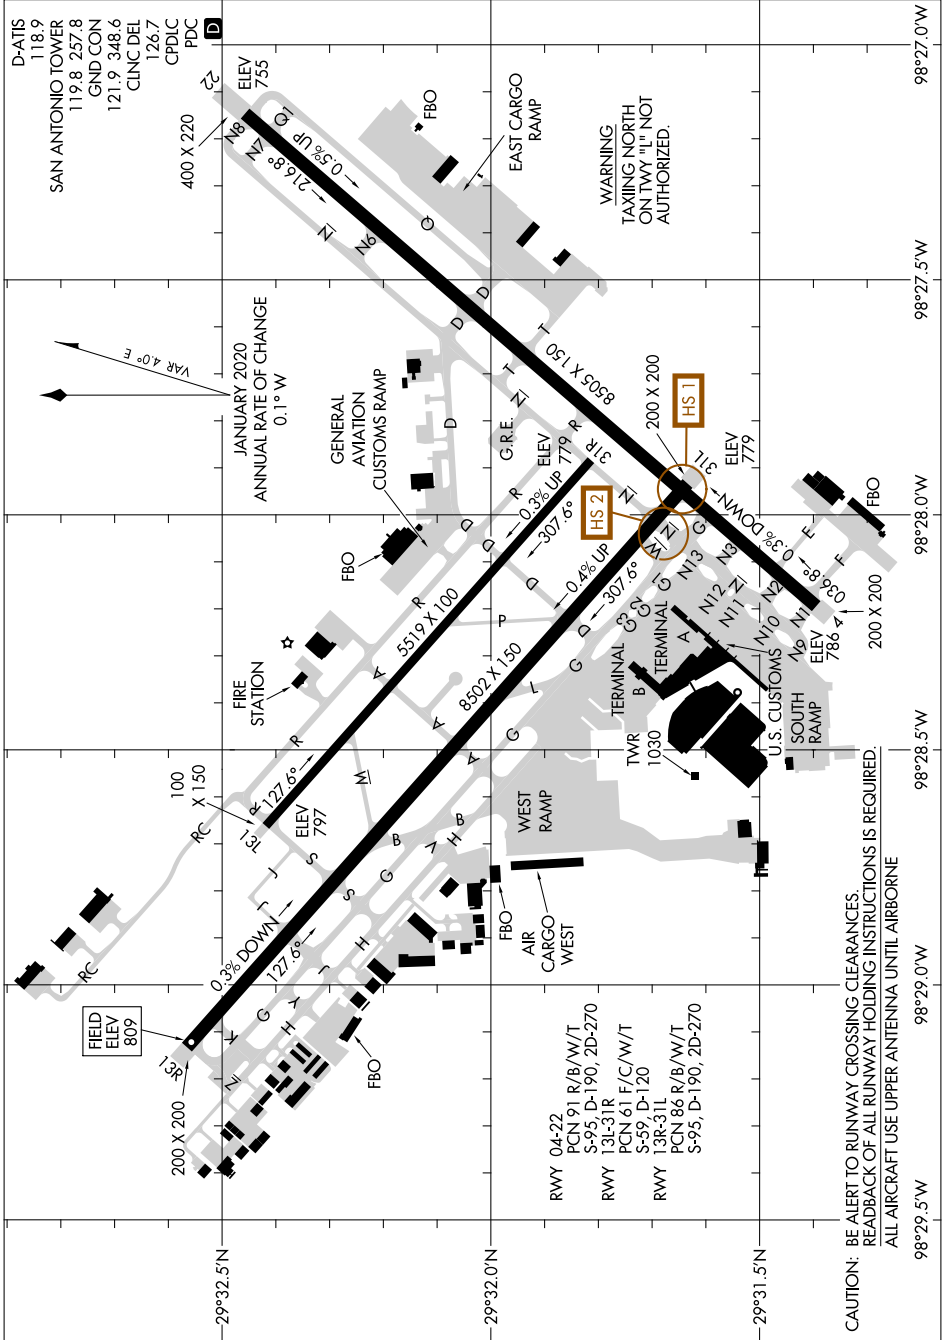 D-ATIS
118.9
SAN ANTONIO TOWER
119.8 257.8
GND CON
121.9 348.6
CLNC DEL
126.7
CPDLC
PDC
D
22
ELEV
755
400 X 220
N8
N7
Q1
216.8°
0.5% UP
N
N6
Q
FBO
EAST CARGO
RAMP
WARNING
TAXIING NORTH
ON TWY "L" NOT
AUTHORIZED.
VAR 4.0° E
JANUARY 2020
ANNUAL RATE OF CHANGE
0.1° W
GENERAL
AVIATION
CUSTOMS RAMP
D
D
D
T
T
N
G.R.E.
R
8505 X 150
ELEV
779
31R
0.3% UP
307.6°
200 X 200
HS 1
HS 2
31L
ELEV
779
FBO
R
D
D
D
P
R
5519 X 100
A
FIRE
STATION
R
R
127.6°
100
X 150
13L
ELEV
797
RC
RC
FBO
N
N
W
G
0.4% UP
307.6°
D
8502 X 150
A
A
W
G1
G2
G3
G
L
G
N13
N3
N12
N11
N
N2
N10
N1
N9
0.3% DOWN
036.8°
E
F
FBO
ELEV
786
4
200 X 200
TERMINAL
A
TERMINAL
B
TWR
1030
U.S. CUSTOMS
SOUTH
RAMP
WEST
RAMP
B
B
H
V
G
S
S
J
J
J
H
0.3% DOWN
127.6°
FIELD
ELEV
809
13R
200 X 200
K
G
Y
H
Z
FBO
FBO
AIR
CARGO
WEST
RWY 04-22
PCN 91 R/B/W/T
S-95, D-190, 2D-270
RWY 13L-31R
PCN 61 F/C/W/T
S-59, D-120
RWY 13R-31L
PCN 86 R/B/W/T
S-95, D-190, 2D-270
CAUTION: BE ALERT TO RUNWAY CROSSING CLEARANCES.
READBACK OF ALL RUNWAY HOLDING INSTRUCTIONS IS REQUIRED.
ALL AIRCRAFT USE UPPER ANTENNA UNTIL AIRBORNE
29°32.5'N
29°32.0'N
29°31.5'N
98°29.5'W
98°29.0'W
98°28.5'W
98°28.0'W
98°27.5'W
98°27.0'W